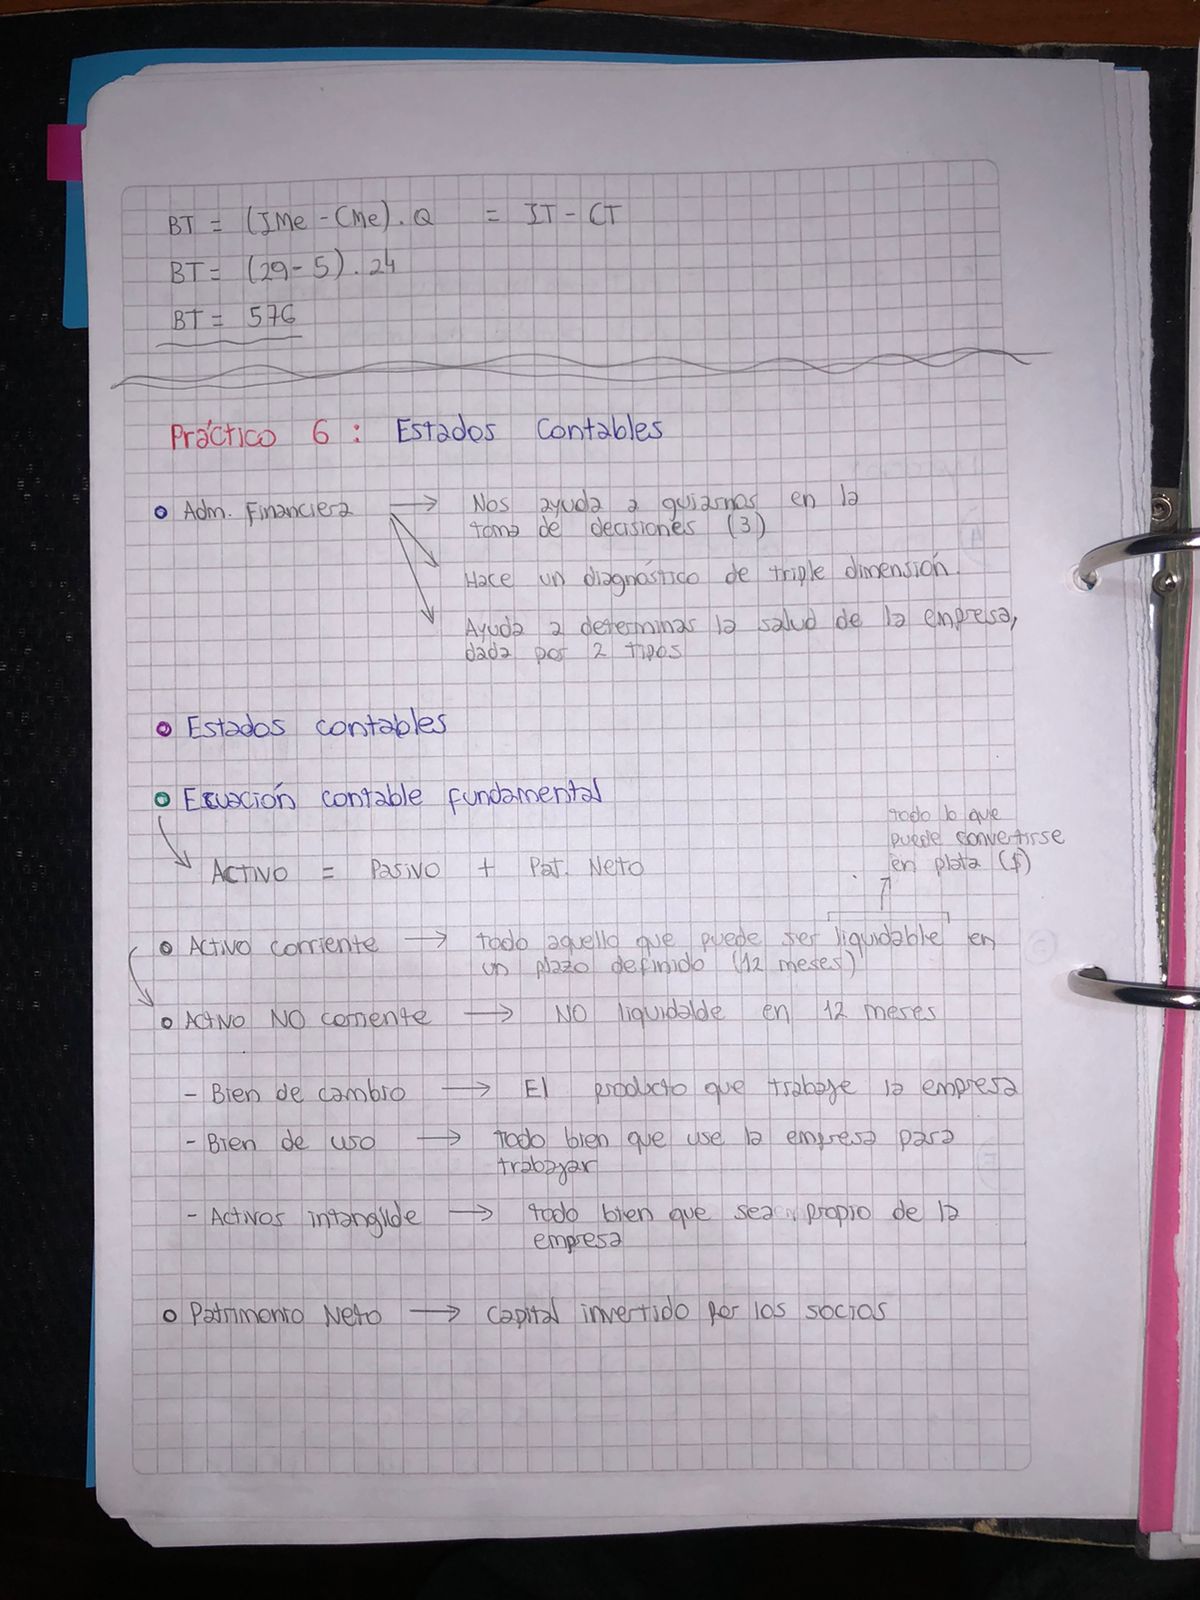 BT = (IMe - CMe) . Q = IT - CT
BT = (29 - 5) . 24
BT = 576
Práctico 6 : Estados Contables
Adm. Financiera → Nos ayuda a guiarnos en la
toma de decisiones (3)
Hace un diagnóstico de triple dimensión.
Ayuda a determinar la salud de la empresa,
dada por 2 tipos
Estados contables
Ecuación contable fundamental
Activo = Pasivo + Pat. Neto
todo lo que
puede convertirse
en plata ($)
Activo corriente → todo aquello que puede ser liquidable en
un plazo definido (12 meses)
Activo NO corriente → NO liquidable en 12 meses
- Bien de cambio → El producto que trabaje la empresa
- Bien de uso → todo bien que use la empresa para
trabajar
- Activos intangible → todo bien que sea propio de la
empresa
Patrimonio Neto → Capital invertido por los socios